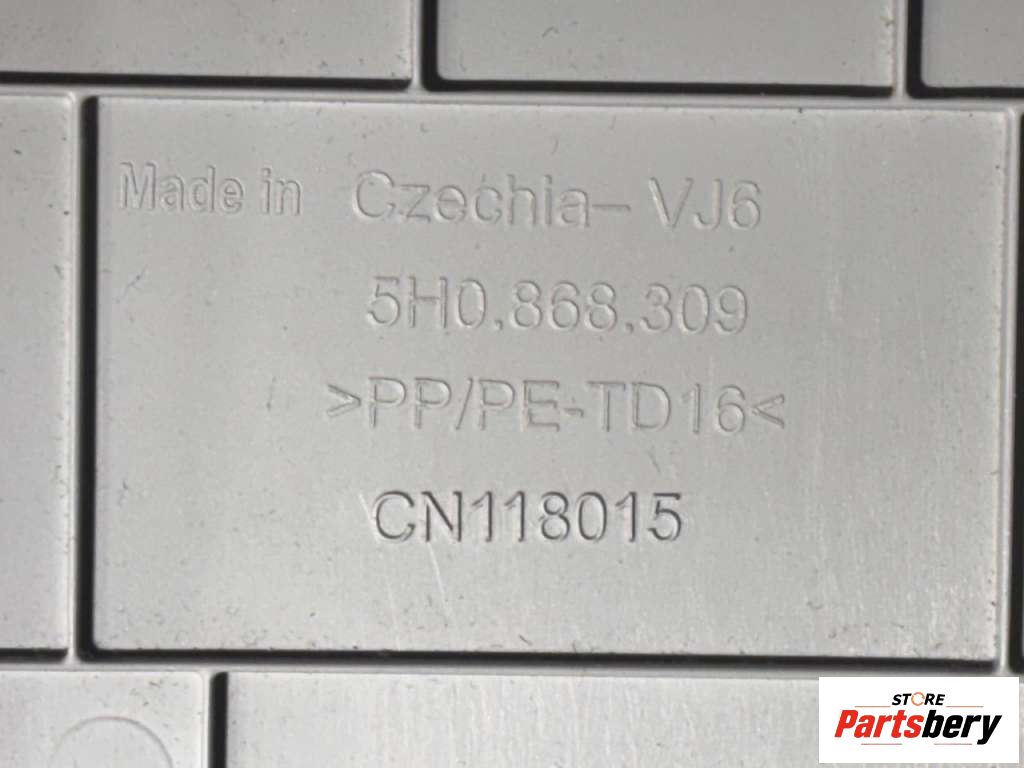 Made in Czechia– VJ6
5H0.868.309
>PP/PE-TD16<
CN118015
STORE
Partsbery